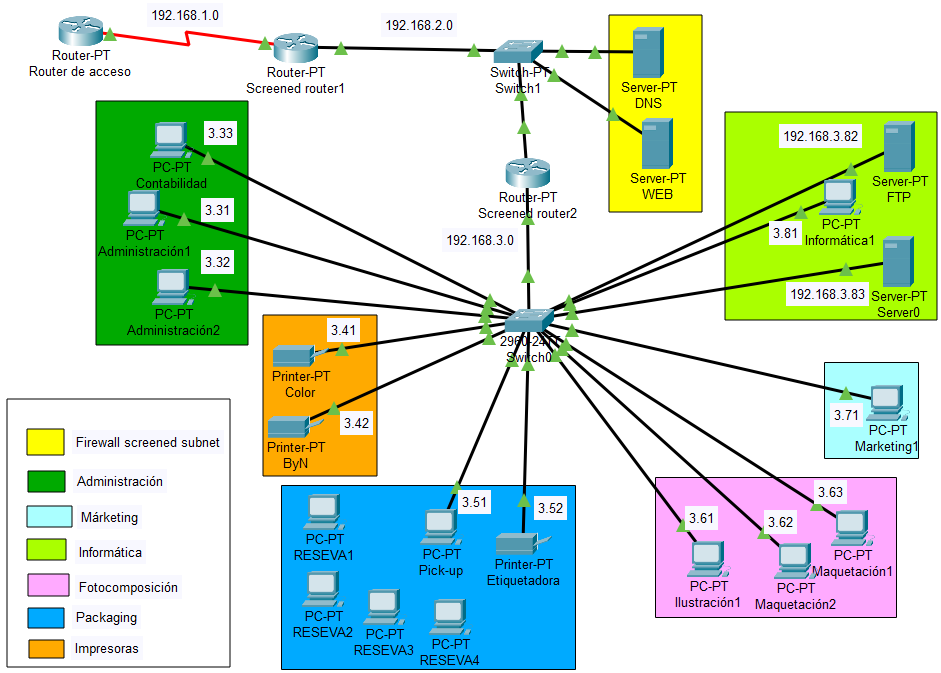 192.168.1.0
192.168.2.0
Router-PT
Router de acceso
Router-PT
Screened router1
Switch-PT
Switch1
Server-PT
DNS
Server-PT
WEB
Router-PT
Screened router2
192.168.3.0
3.33
PC-PT
Contabilidad
3.31
PC-PT
Administración1
3.32
PC-PT
Administración2
192.168.3.82
Server-PT
FTP
3.81
PC-PT
Informática1
192.168.3.83
Server-PT
Server0
Switch0
3.41
Printer-PT
Color
3.42
Printer-PT
ByN
3.71
PC-PT
Marketing1
Firewall screened subnet
Administración
Márketing
Informática
Fotocomposición
Packaging
Impresoras
PC-PT
RESEVA1
3.51
PC-PT
Pick-up
3.52
Printer-PT
Etiquetadora
PC-PT
RESEVA2
PC-PT
RESEVA3
PC-PT
RESEVA4
3.61
PC-PT
Ilustración1
3.62
PC-PT
Maquetación2
3.63
PC-PT
Maquetación1